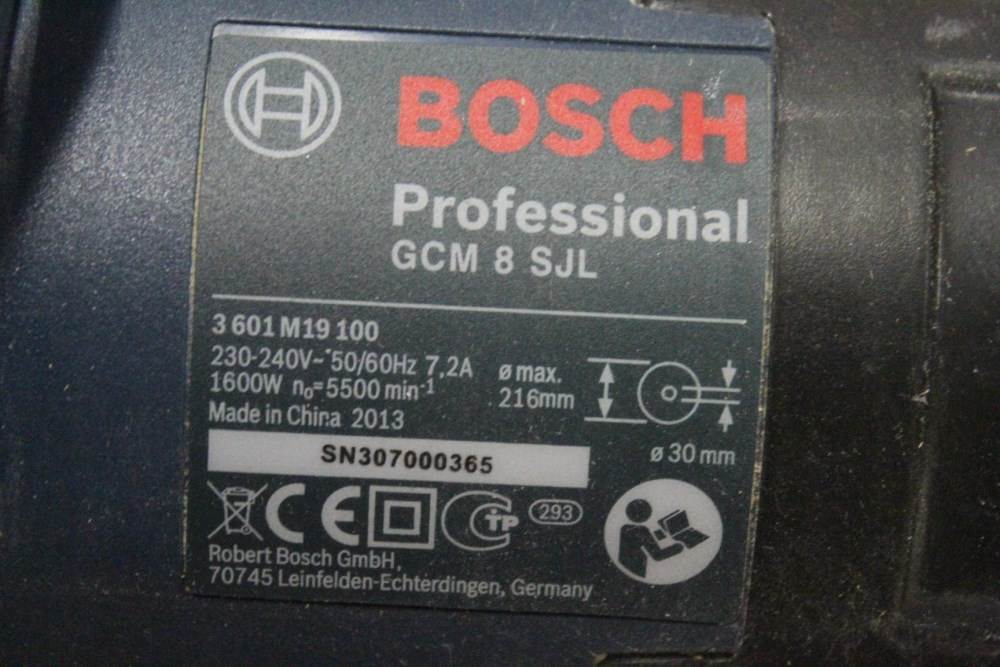 BOSCH
Professional
GCM 8 SJL
3 601 M19 100
230-240V~ 50/60Hz 7,2A
1600W n₀=5500 min⁻¹
Made in China 2013
ø max.
216mm
ø 30 mm
SN307000365
CE TP 293
Robert Bosch GmbH,
70745 Leinfelden-Echterdingen, Germany